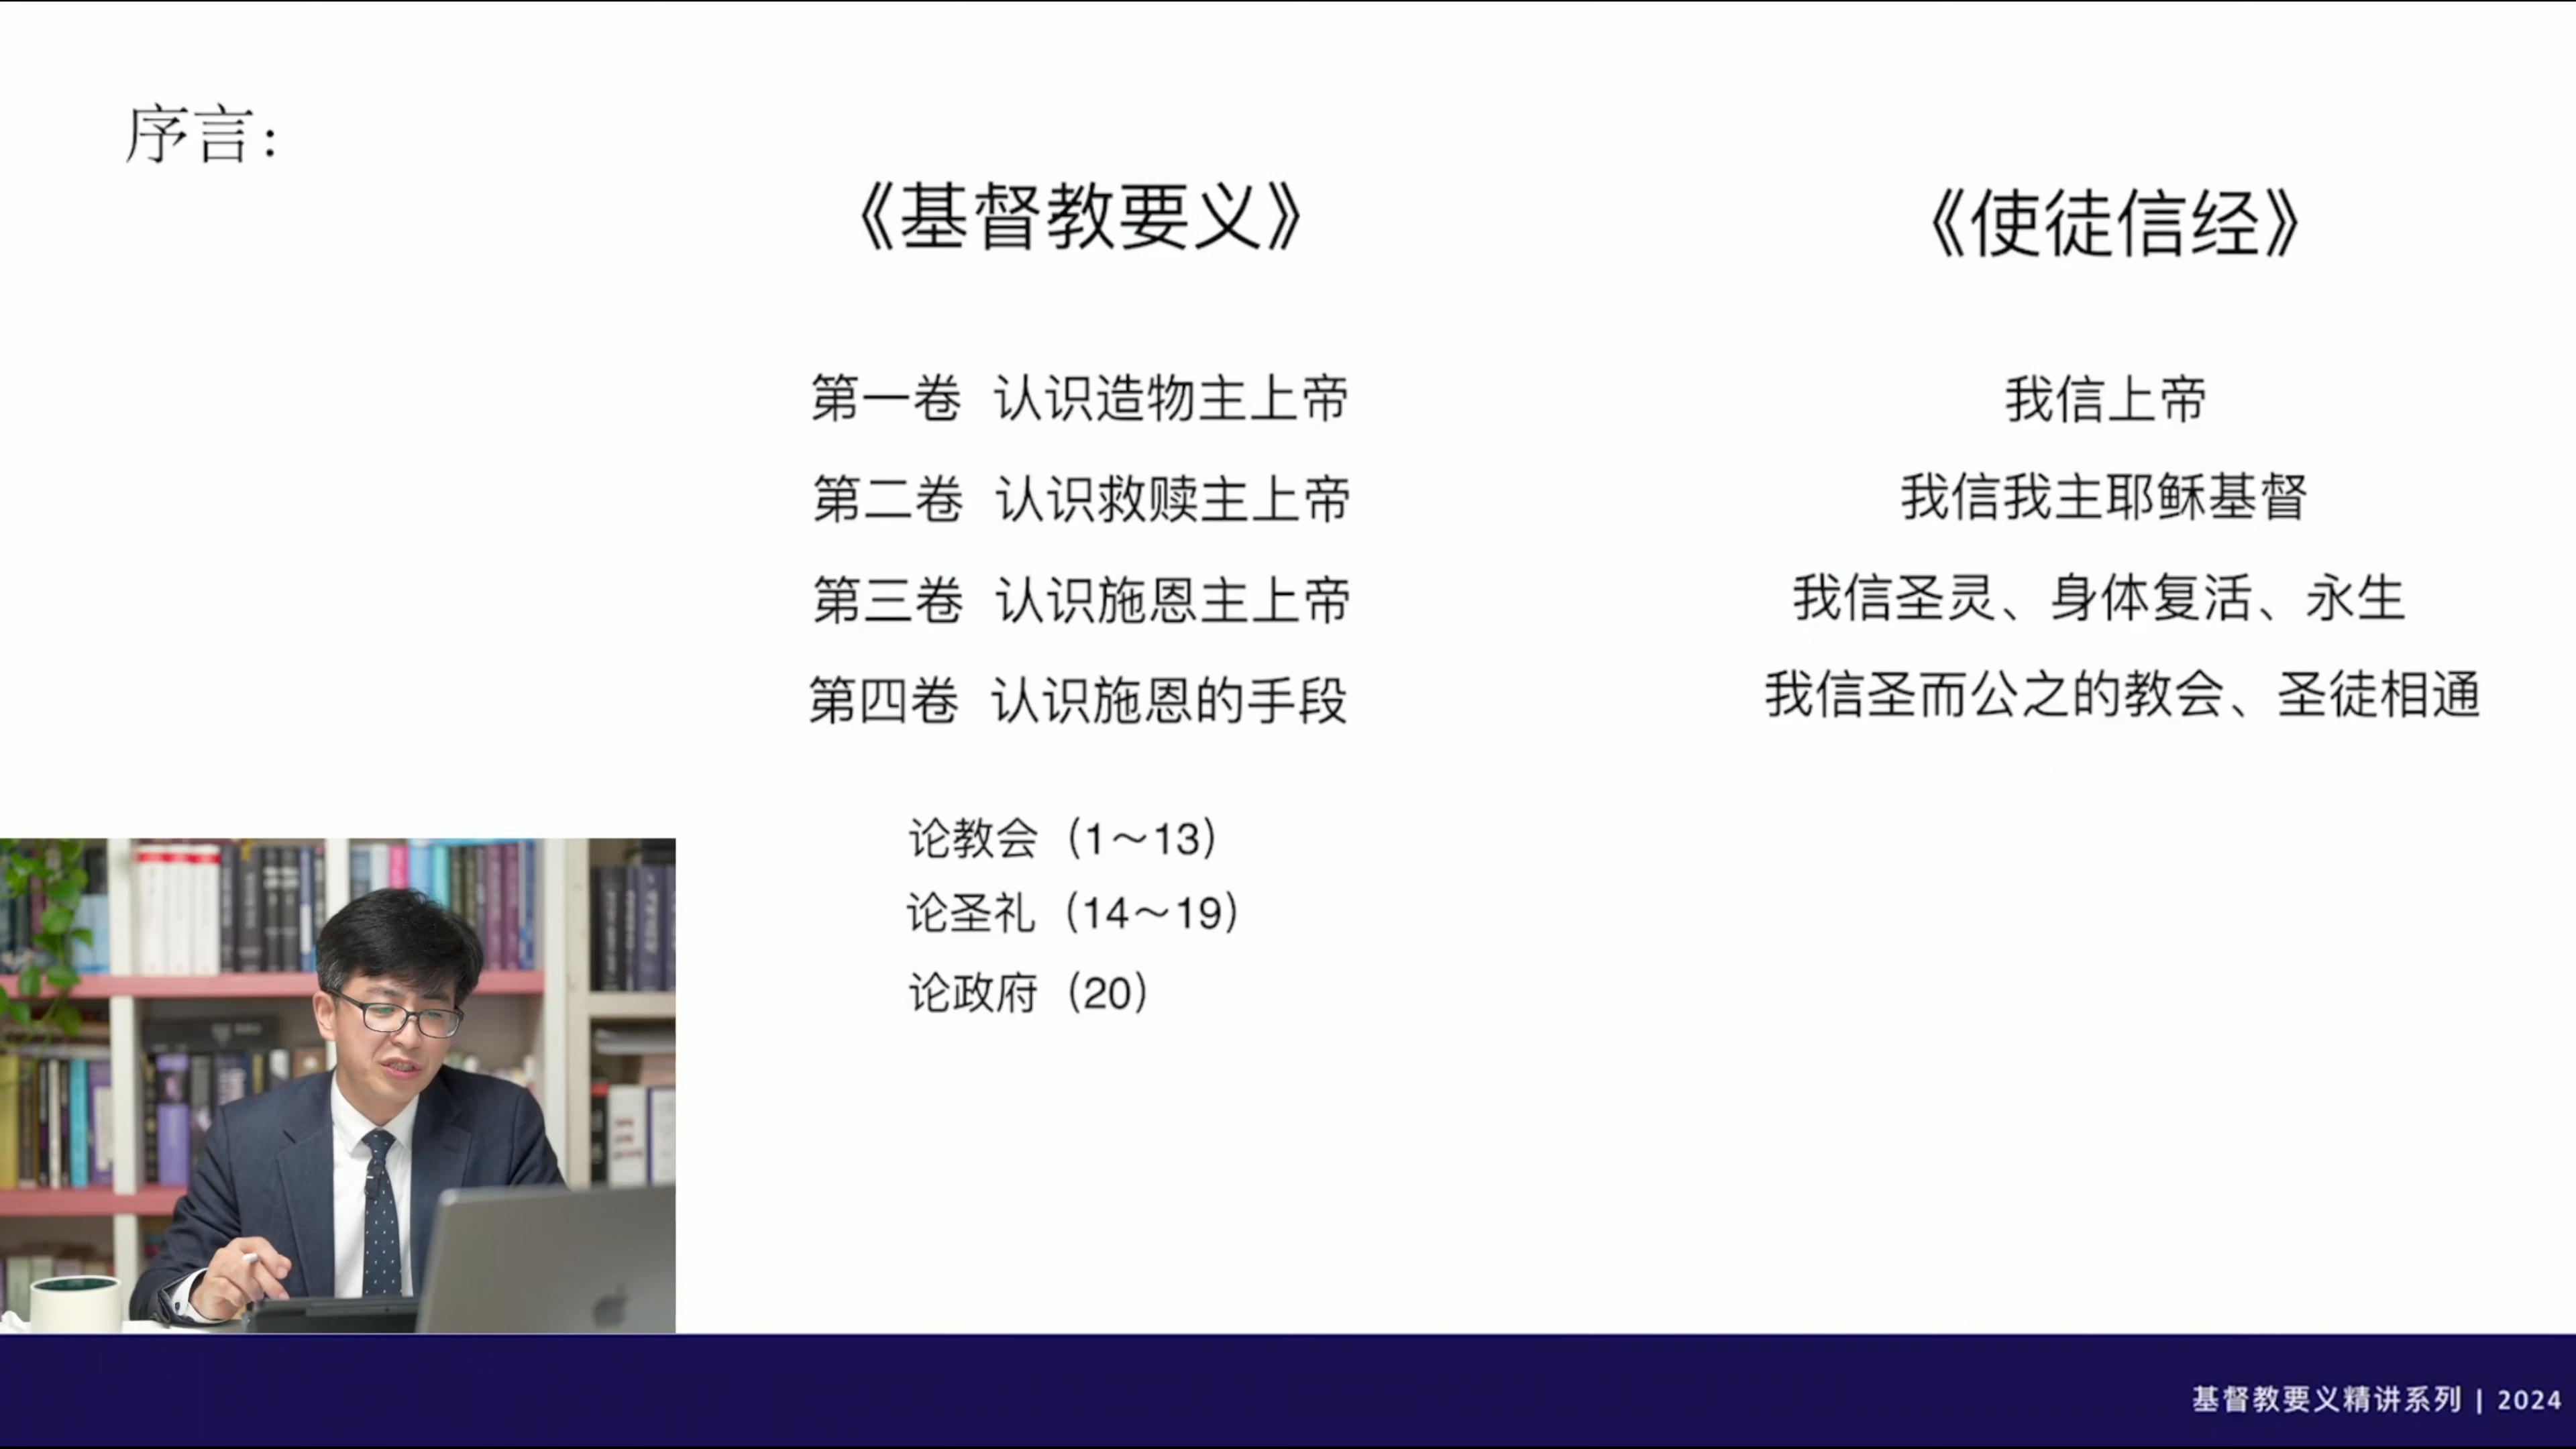 序言：
《基督教要义》
第一卷 认识造物主上帝
第二卷 认识救赎主上帝
第三卷 认识施恩主上帝
第四卷 认识施恩的手段
论教会（1～13）
论圣礼（14～19）
论政府（20）
《使徒信经》
我信上帝
我信我主耶稣基督
我信圣灵、身体复活、永生
我信圣而公之的教会、圣徒相通
基督教要义精讲系列 | 2024